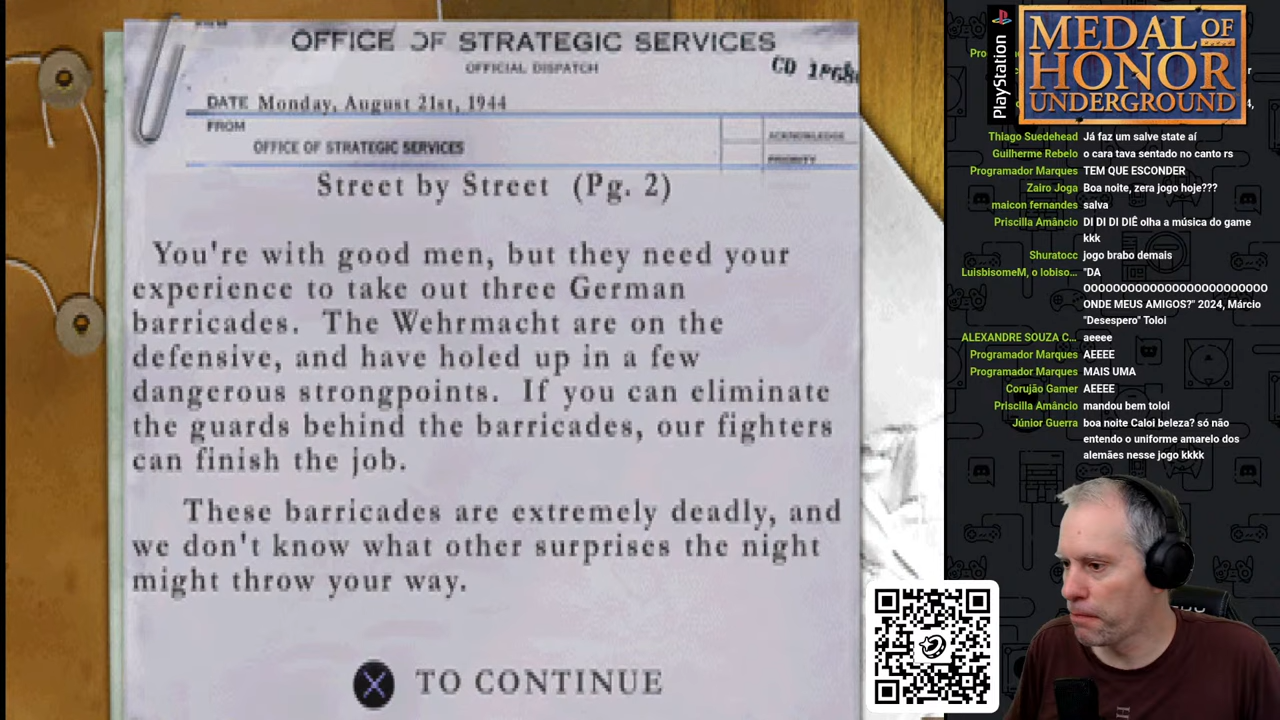 OFFICE OF STRATEGIC SERVICES
OFFICIAL DISPATCH
DATE Monday, August 21st, 1944
FROM
OFFICE OF STRATEGIC SERVICES
ACKNOWLEDGE
PRIORITY
Street by Street (Pg. 2)
You're with good men, but they need your
experience to take out three German
barricades. The Wehrmacht are on the
defensive, and have holed up in a few
dangerous strongpoints. If you can eliminate
the guards behind the barricades, our fighters
can finish the job.
These barricades are extremely deadly, and
we don't know what other surprises the night
might throw your way.
X TO CONTINUE
PlayStation
MEDAL OF
HONOR
UNDERGROUND
Thiago Suedehead Já faz um salve state aí
Guilherme Rebelo o cara tava sentado no canto rs
Programador Marques TEM QUE ESCONDER
Zairo Joga Boa noite, zera jogo hoje???
maicon fernandes salva
Priscilla Amâncio DI DI DI DIÊ olha a música do game
kkk
Shuratocc jogo brabo demais
LuisbisomeM, o lobiso... "DA
OOOOOOOOOOOOOOOOOOOOOOOOOO
ONDE MEUS AMIGOS?" 2024, Márcio
"Desespero" Toloi
ALEXANDRE SOUZA C... aeeee
Programador Marques AEEEE
Programador Marques MAIS UMA
Corujão Gamer AEEEE
Priscilla Amâncio mandou bem toloi
Júnior Guerra boa noite Caloi beleza? só não
entendo o uniforme amarelo dos
alemães nesse jogo kkkk